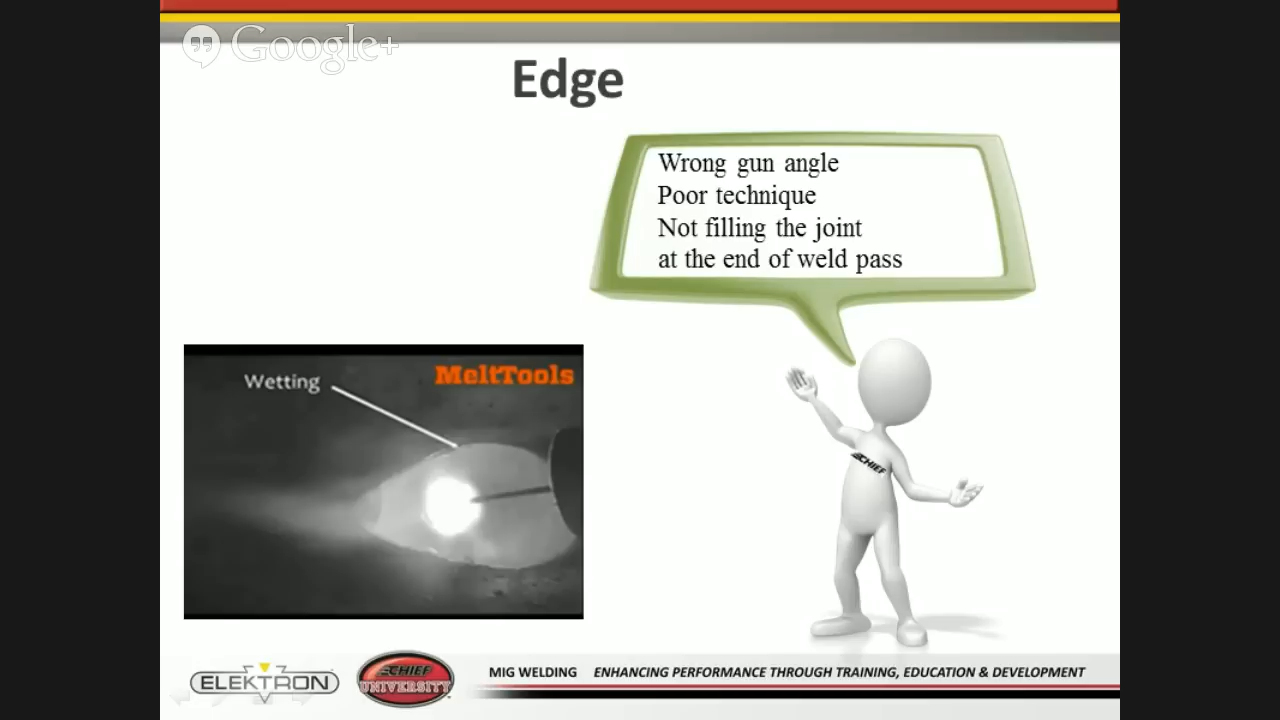 Google+
Edge
Wrong gun angle
Poor technique
Not filling the joint
at the end of weld pass
Wetting
MeltTools
CHIEF
ELEKTRON
CHIEF
UNIVERSITY
MIG WELDING ENHANCING PERFORMANCE THROUGH TRAINING, EDUCATION & DEVELOPMENT